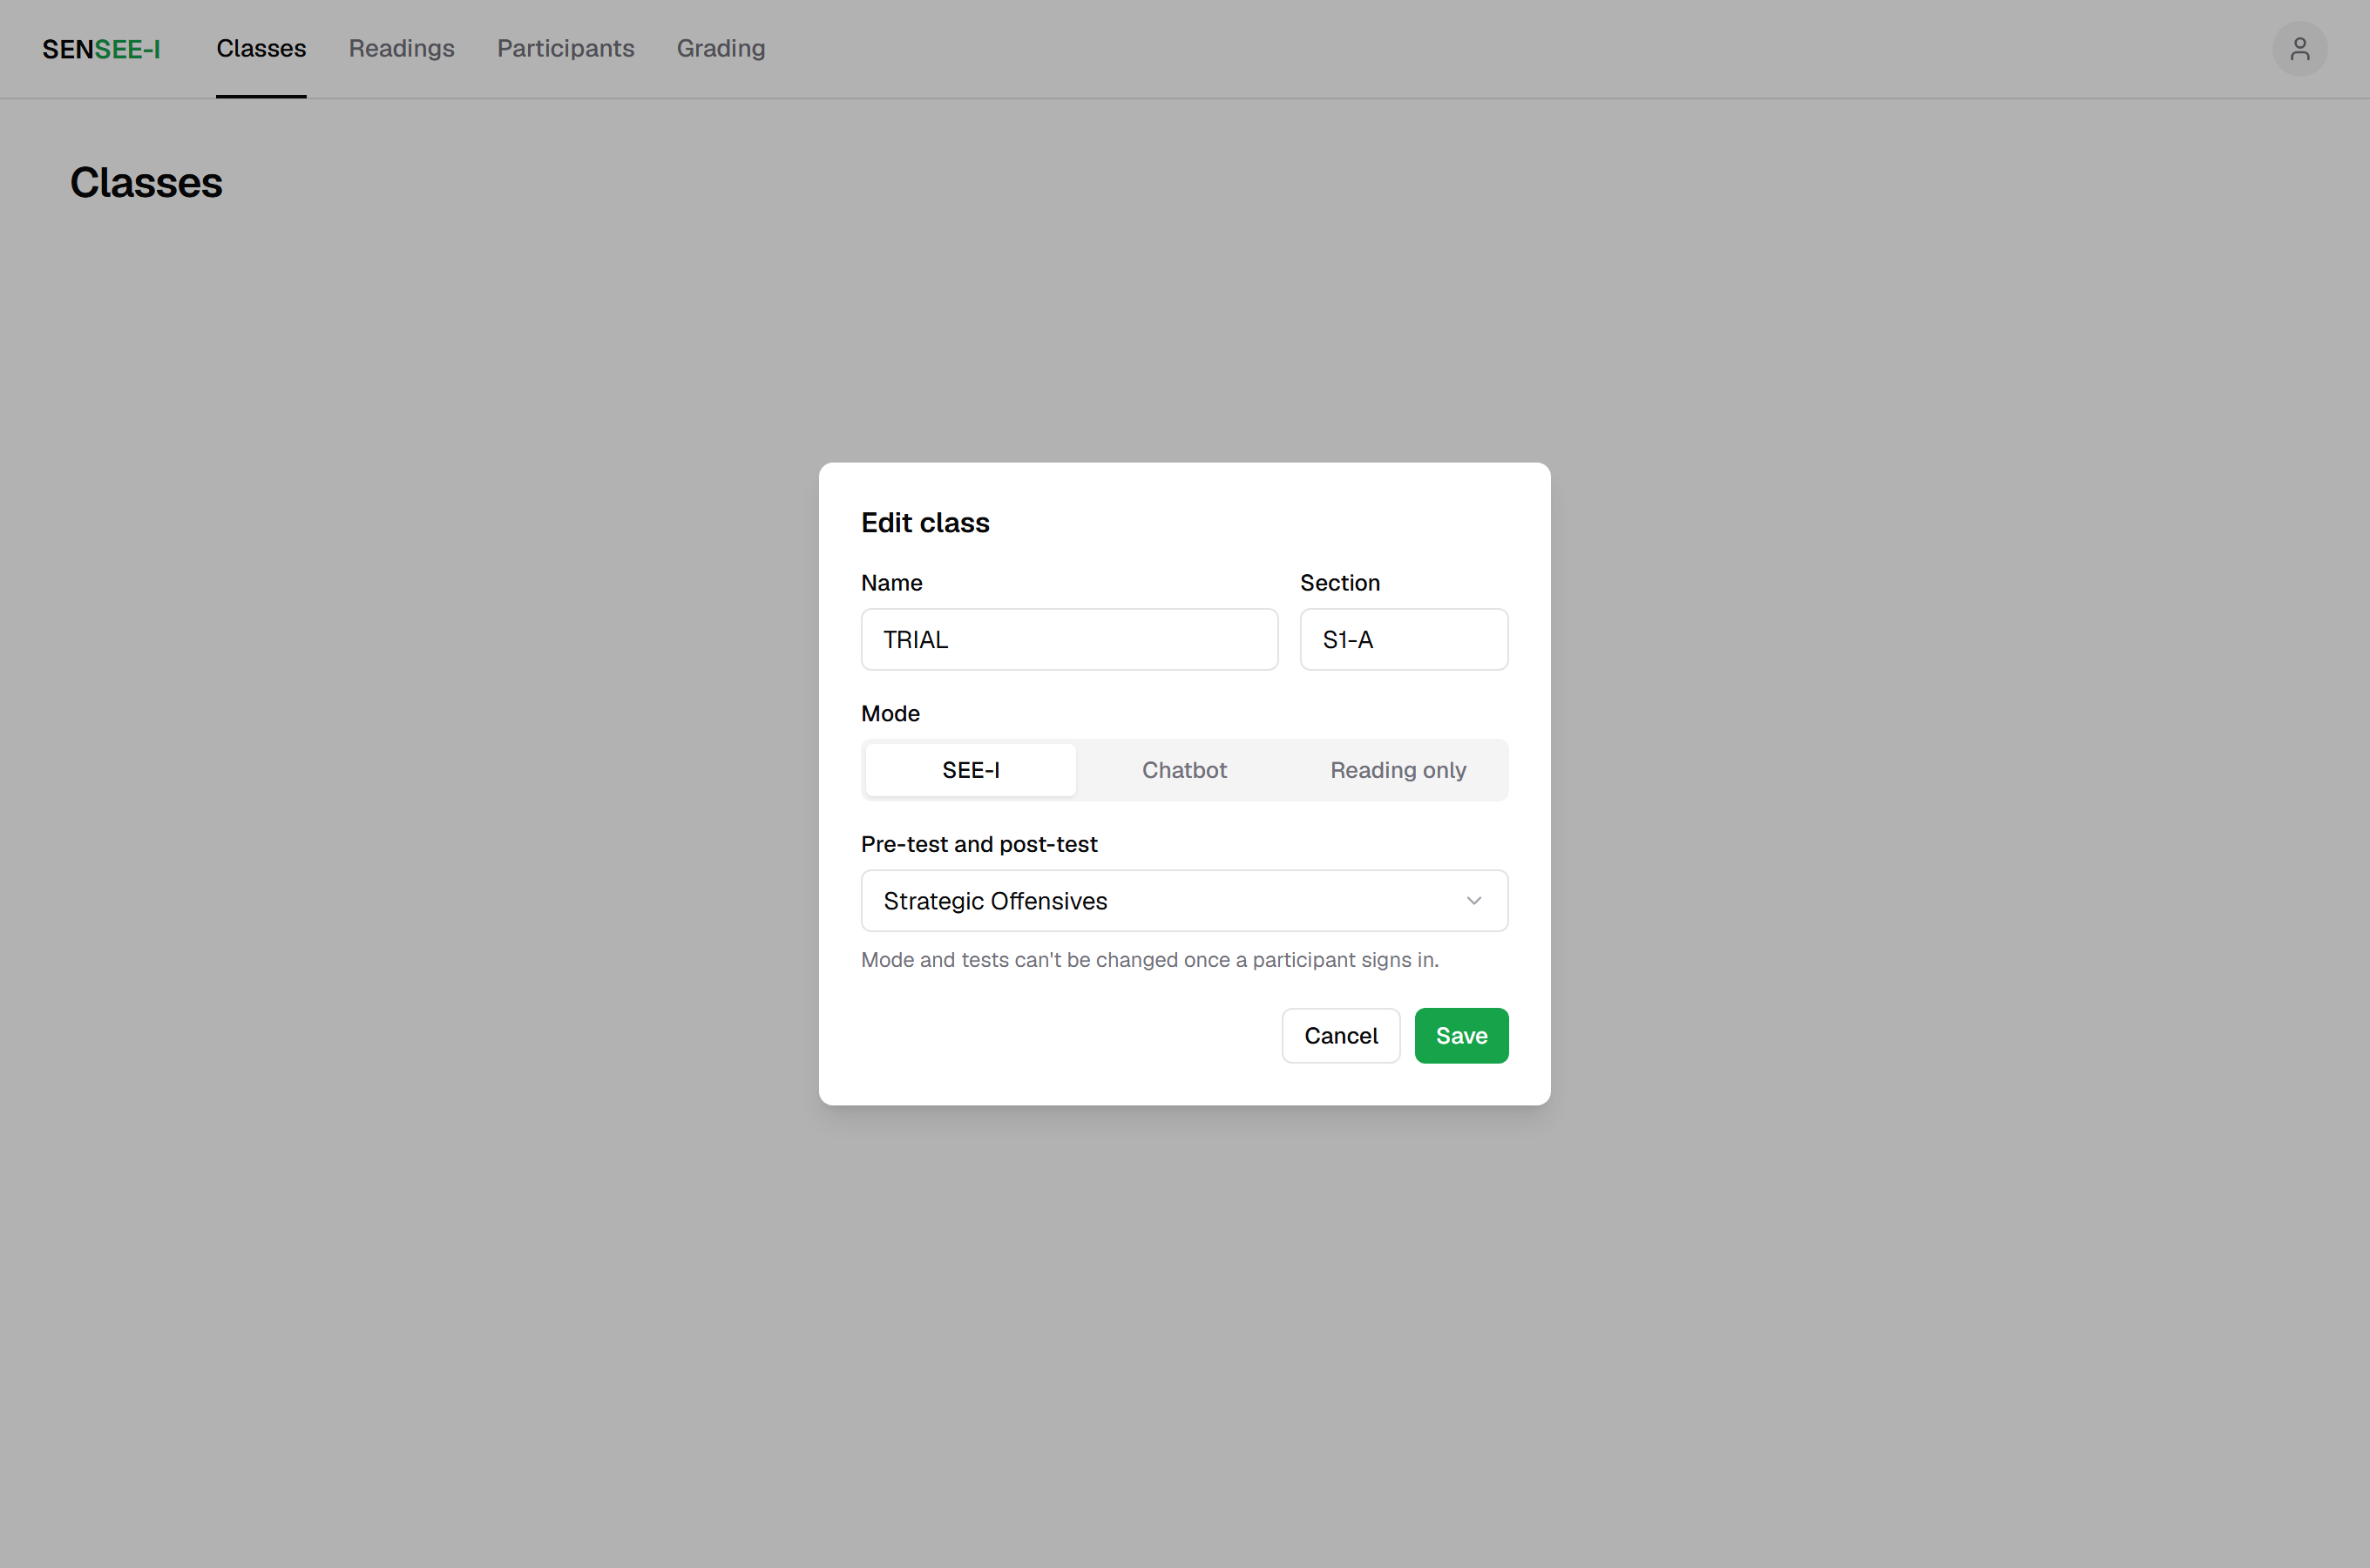 SENSEE-I Classes Readings Participants Grading
Classes
Edit class
Name Section
TRIAL S1-A
Mode
SEE-I Chatbot Reading only
Pre-test and post-test
Strategic Offensives
Mode and tests can't be changed once a participant signs in.
Cancel Save